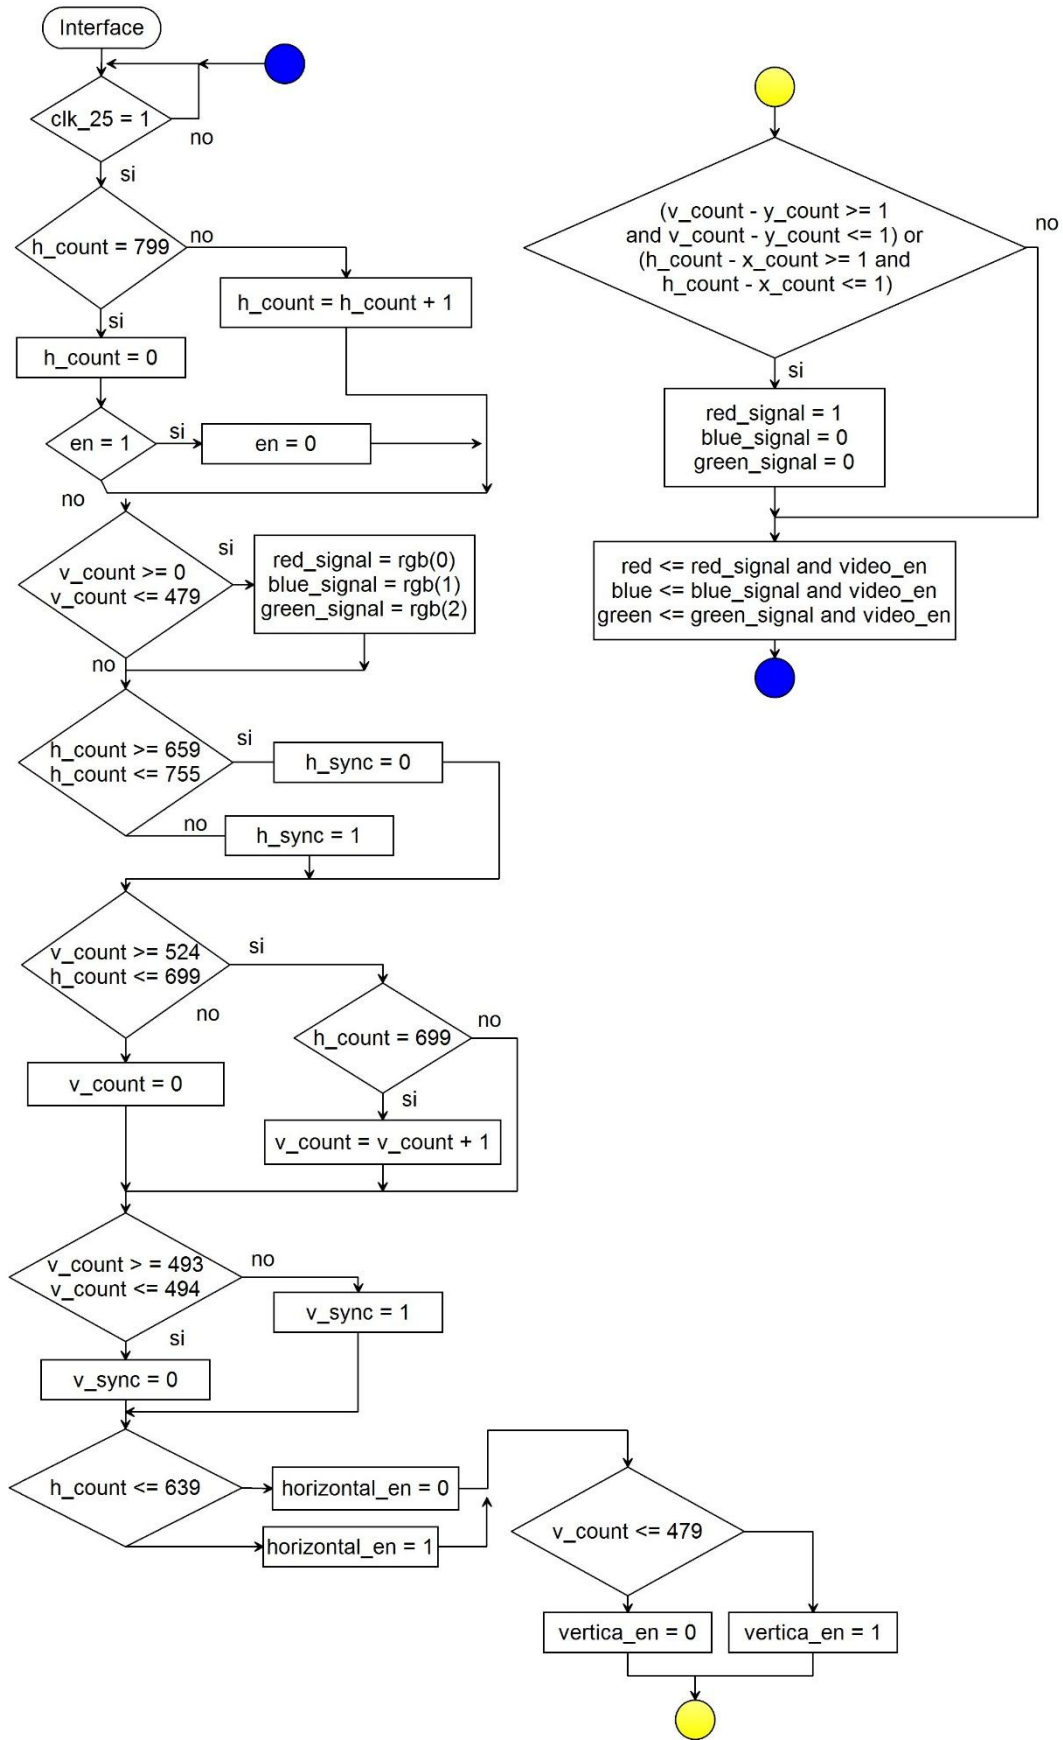 Interface
clk_25 = 1
no
si
h_count = 799
no
h_count = h_count + 1
si
h_count = 0
en = 1
si
en = 0
no
v_count >= 0
v_count <= 479
si
red_signal = rgb(0)
blue_signal = rgb(1)
green_signal = rgb(2)
no
h_count >= 659
h_count <= 755
si
h_sync = 0
no
h_sync = 1
v_count >= 524
h_count <= 699
si
no
h_count = 699
no
si
v_count = 0
v_count = v_count + 1
v_count > = 493
v_count <= 494
no
v_sync = 1
si
v_sync = 0
h_count <= 639
horizontal_en = 0
horizontal_en = 1
v_count <= 479
vertica_en = 0
vertica_en = 1
(v_count - y_count >= 1
and v_count - y_count <= 1) or
(h_count - x_count >= 1 and
h_count - x_count <= 1)
no
si
red_signal = 1
blue_signal = 0
green_signal = 0
red <= red_signal and video_en
blue <= blue_signal and video_en
green <= green_signal and video_en